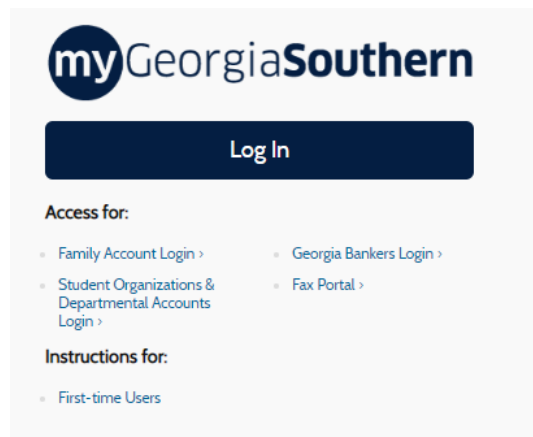 myGeorgiaSouthern
Log In
Access for:
Family Account Login ›
Student Organizations &
Departmental Accounts
Login ›
Georgia Bankers Login ›
Fax Portal ›
Instructions for:
First-time Users